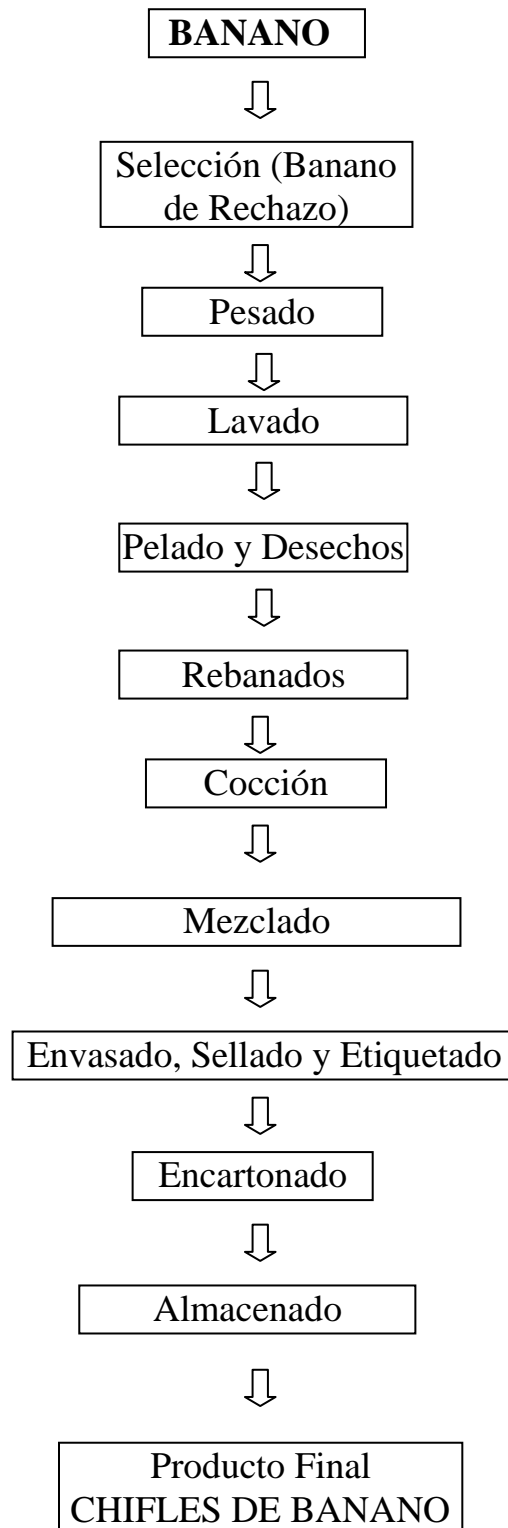 BANANO
Selección (Banano
de Rechazo)
Pesado
Lavado
Pelado y Desechos
Rebanados
Cocción
Mezclado
Envasado, Sellado y Etiquetado
Encartonado
Almacenado
Producto Final
CHIFLES DE BANANO